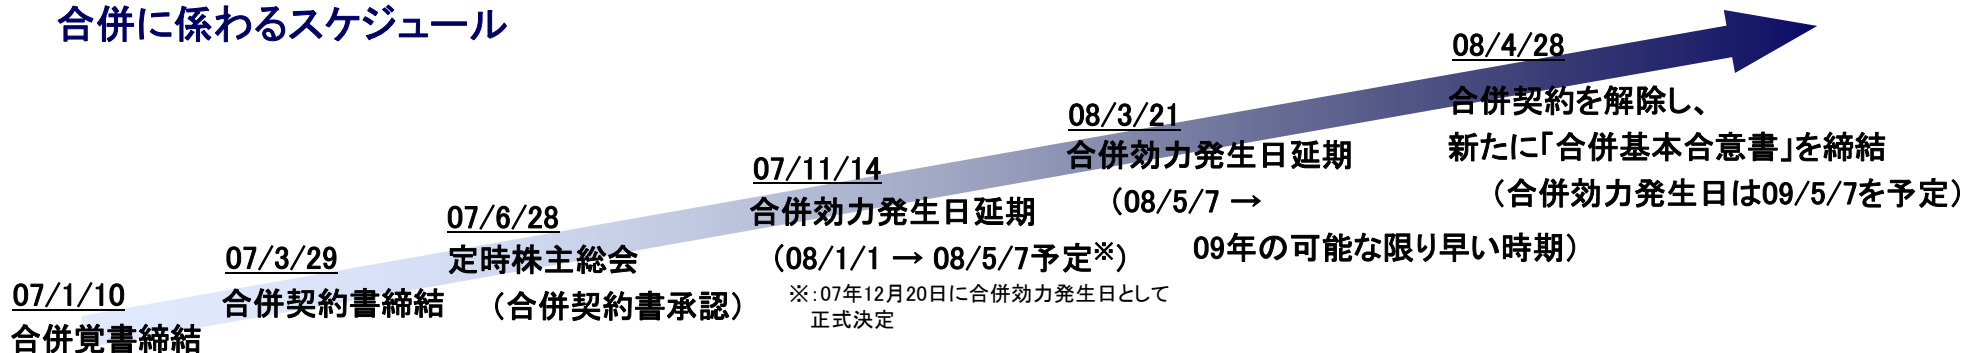 合併に係わるスケジュール
07/1/10
合併覚書締結
07/3/29
合併契約書締結
07/6/28
定時株主総会
（合併契約書承認）
07/11/14
合併効力発生日延期
（08/1/1 → 08/5/7予定※）
※：07年12月20日に合併効力発生日として
正式決定
08/3/21
合併効力発生日延期
（08/5/7 →
09年の可能な限り早い時期）
08/4/28
合併契約を解除し、
新たに「合併基本合意書」を締結
（合併効力発生日は09/5/7を予定）